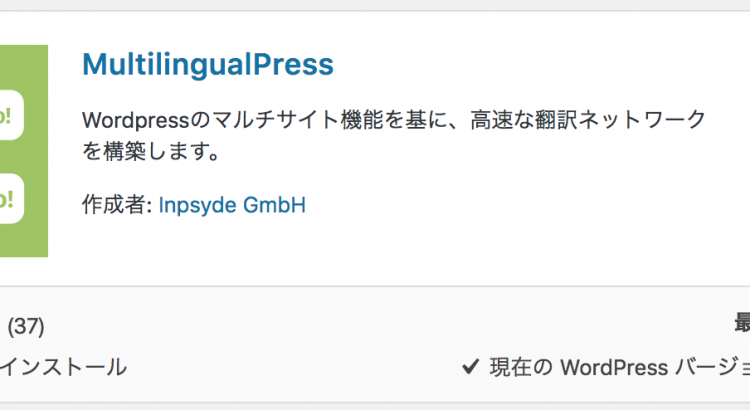 MultilingualPress
Wordpressのマルチサイト機能を基に、高速な翻訳ネットワーク
を構築します。
作成者: Inpsyde GmbH
o!
o!
(37)
最
インストール
✔ 現在の WordPress バージョ